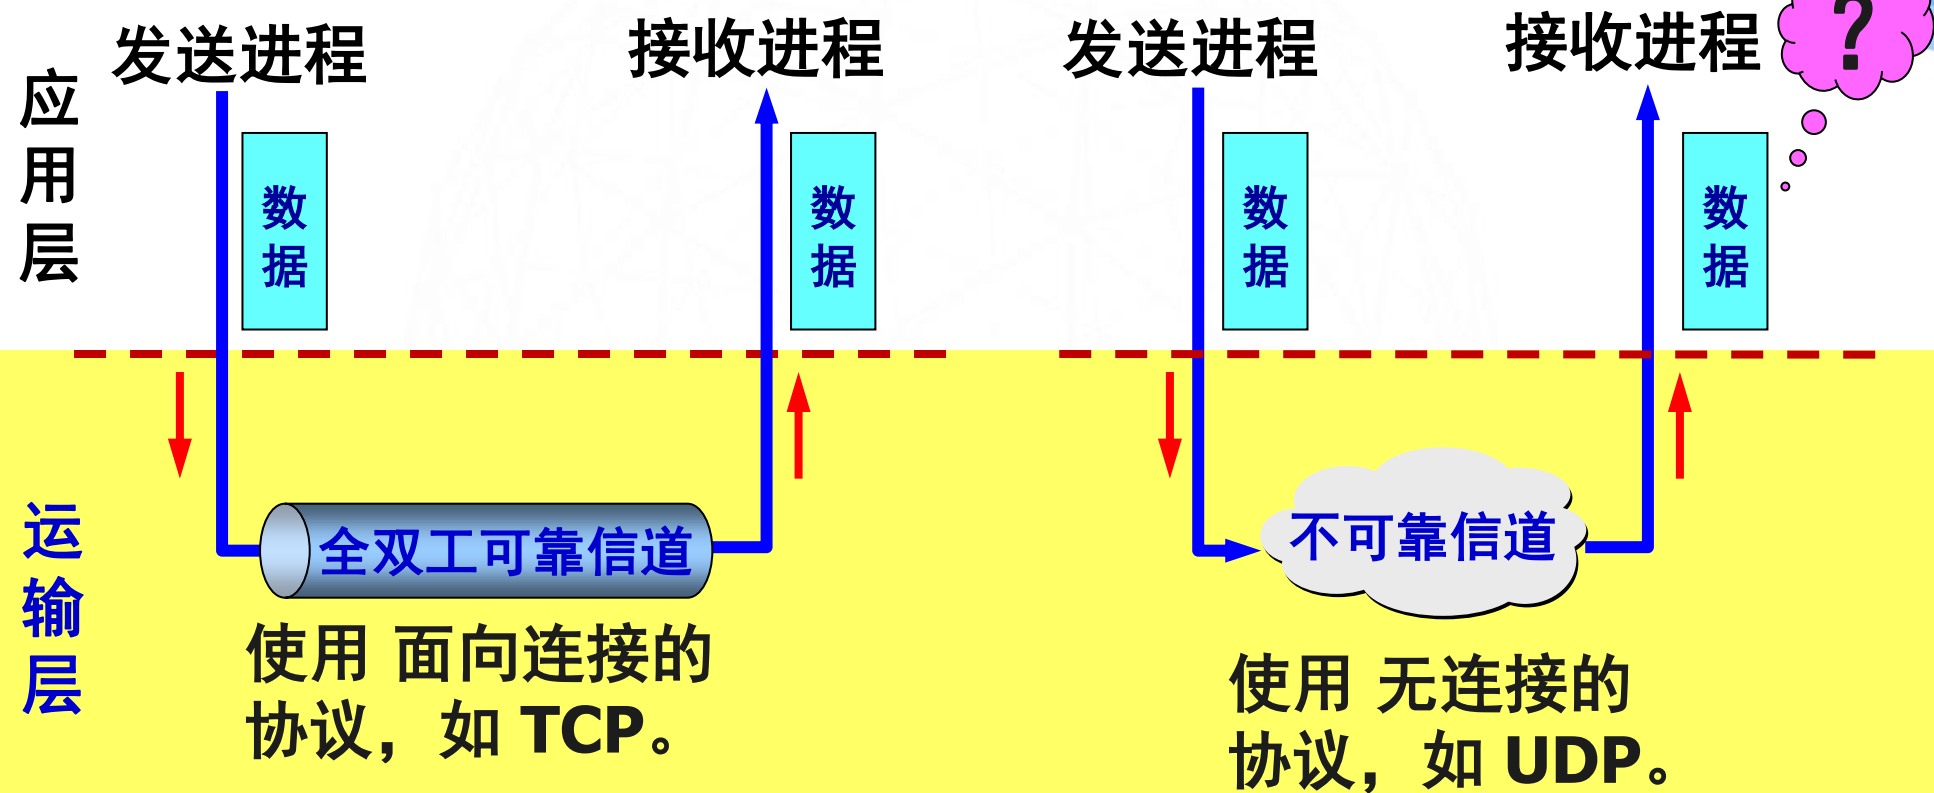 发送进程
接收进程
发送进程
接收进程
?
应用层
数据
数据
数据
数据
运输层
全双工可靠信道
不可靠信道
使用 面向连接的
协议，如 TCP。
使用 无连接的
协议，如 UDP。